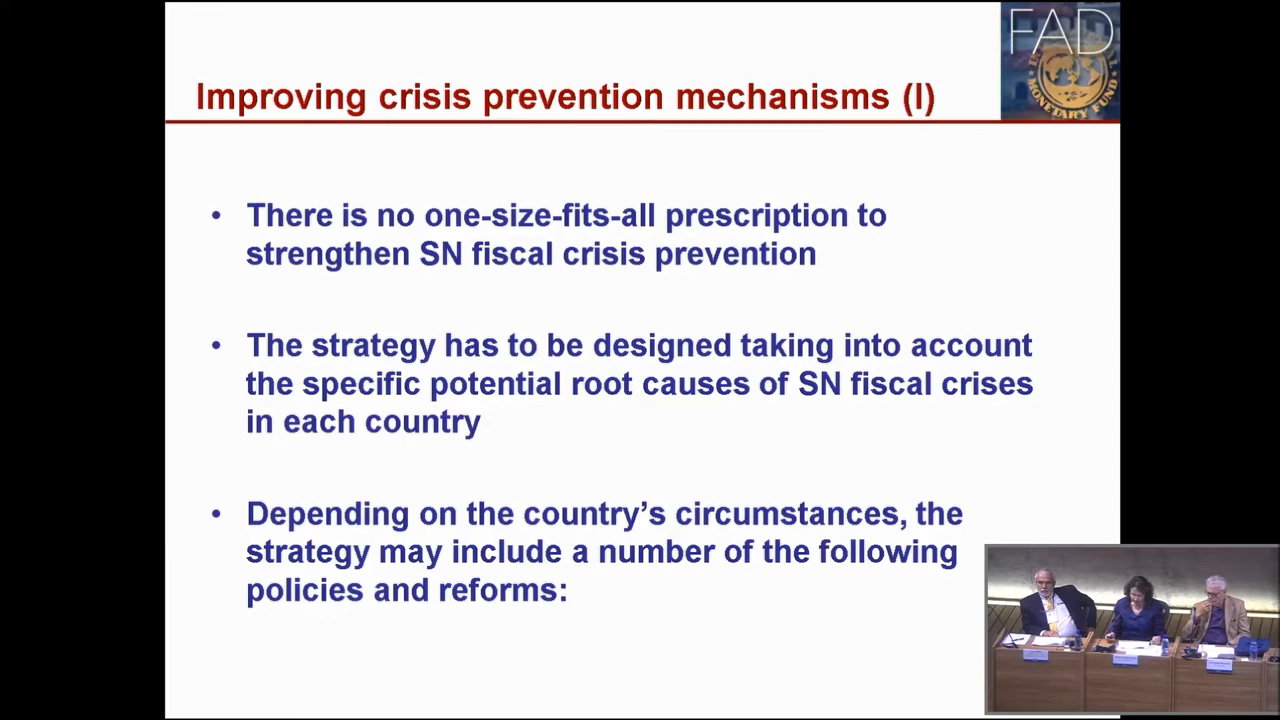 FAD
MONETARY FUND
Improving crisis prevention mechanisms (I)
• There is no one-size-fits-all prescription to
strengthen SN fiscal crisis prevention
• The strategy has to be designed taking into account
the specific potential root causes of SN fiscal crises
in each country
• Depending on the country’s circumstances, the
strategy may include a number of the following
policies and reforms: